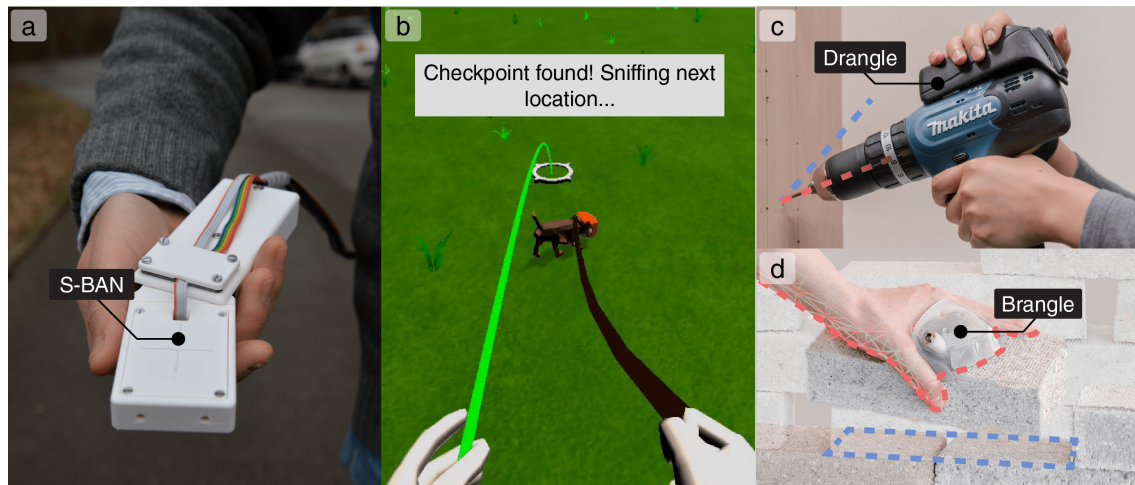 a
S-BAN
b
Checkpoint found! Sniffing next
location...
c
Drangle
makita
d
Brangle